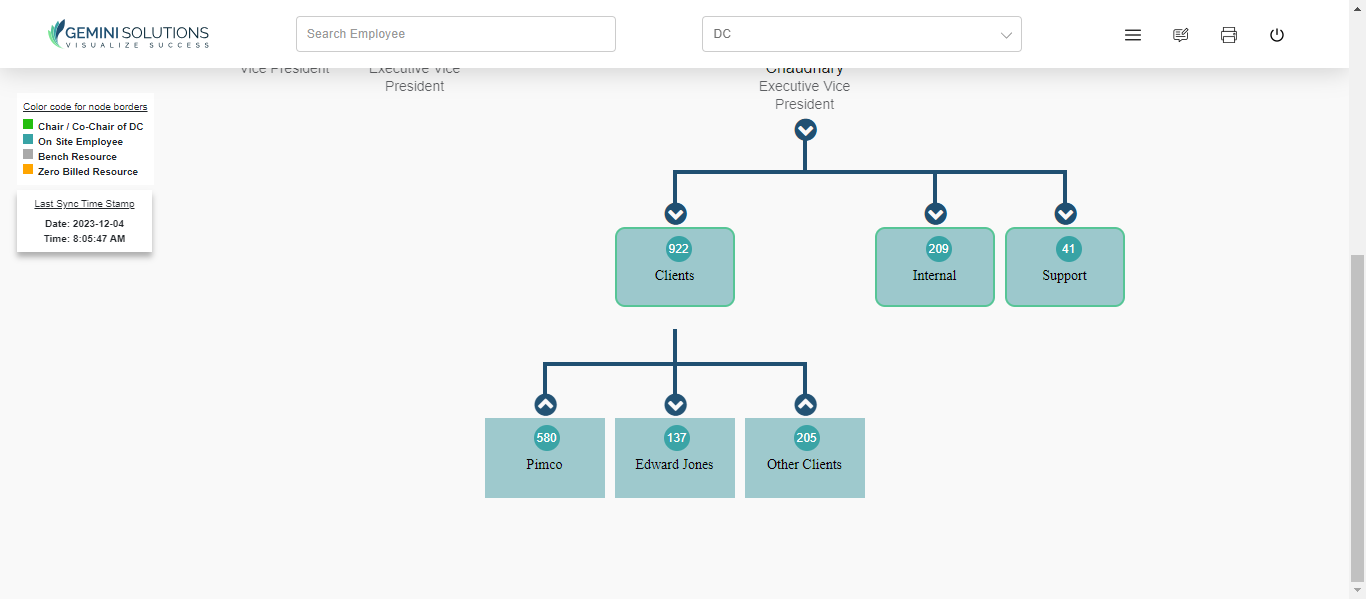 GEMINI SOLUTIONS
VISUALIZE SUCCESS
Search Employee
DC
Vice President
Executive Vice
President
Chaudhary
Executive Vice
President
Color code for node borders
Chair / Co-Chair of DC
On Site Employee
Bench Resource
Zero Billed Resource
Last Sync Time Stamp
Date: 2023-12-04
Time: 8:05:47 AM
922
Clients
209
Internal
41
Support
580
Pimco
137
Edward Jones
205
Other Clients